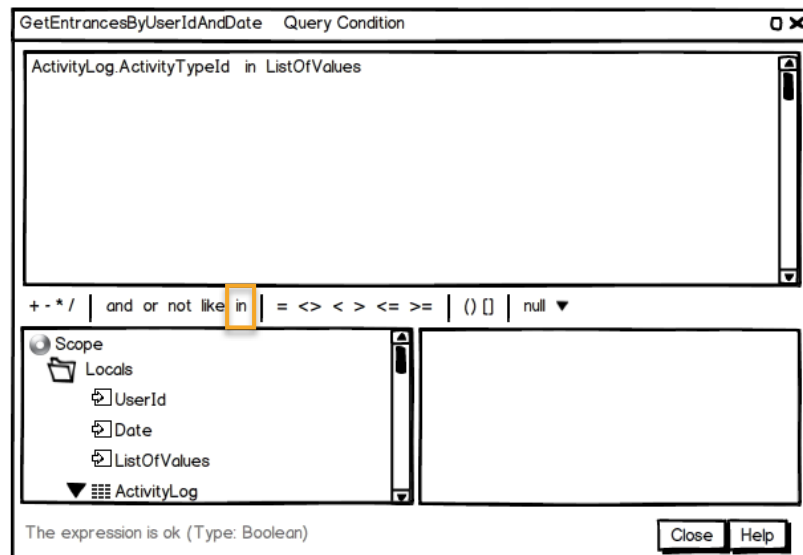 GetEntrancesByUserIdAndDate Query Condition
ActivityLog.ActivityTypeId in ListOfValues
+ - * / | and or not like in | = <> < > <= >= | () [] | null ▼
Scope
Locals
UserId
Date
ListOfValues
ActivityLog
The expression is ok (Type: Boolean)
Close Help